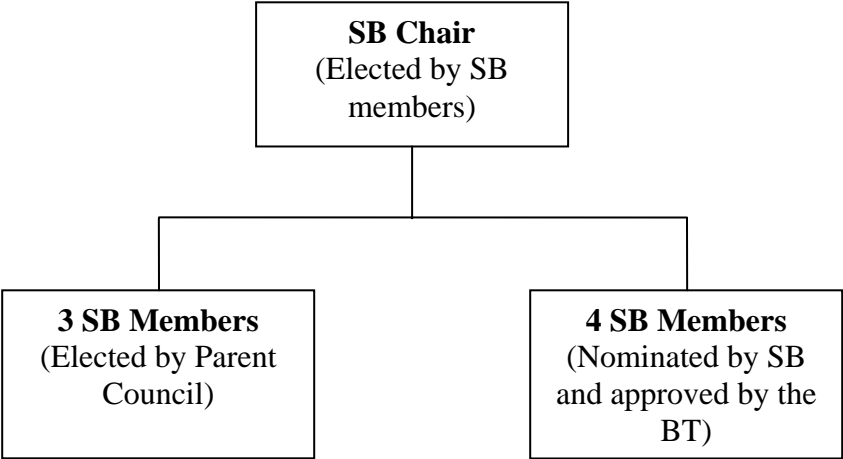 SB Chair
(Elected by SB
members)
3 SB Members
(Elected by Parent
Council)
4 SB Members
(Nominated by SB
and approved by the
BT)